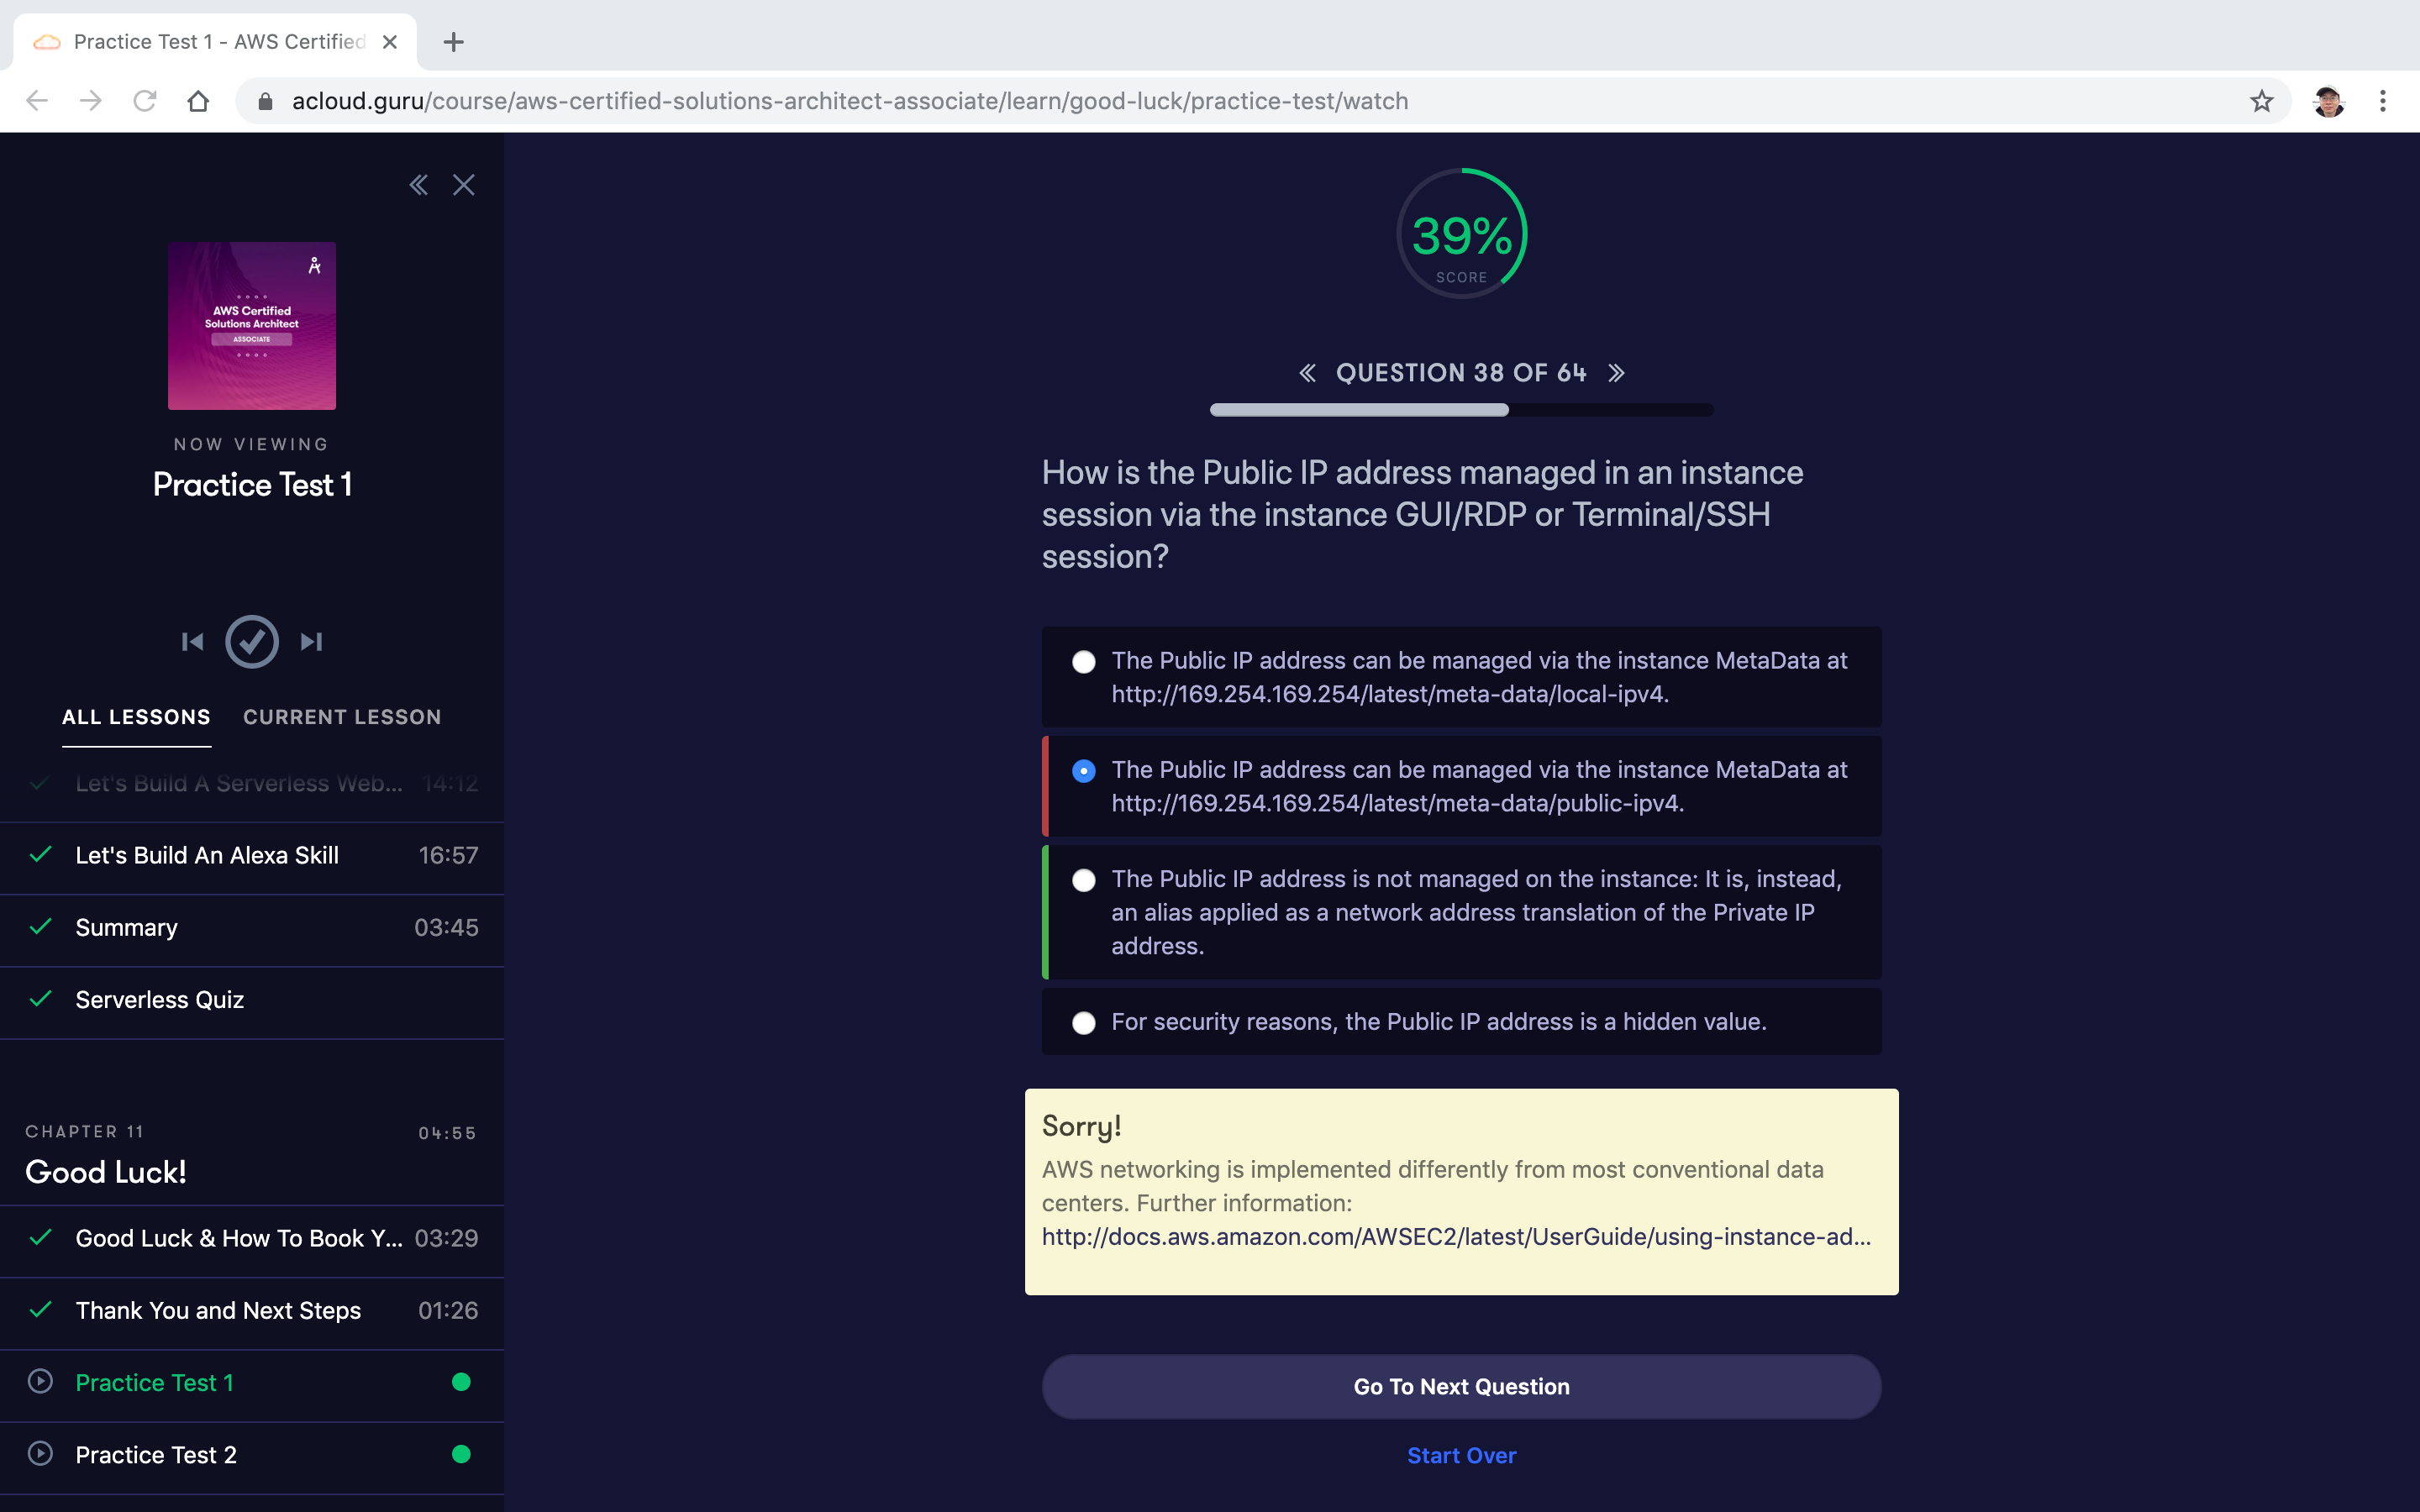 Practice Test 1 - AWS Certified
acloud.guru/course/aws-certified-solutions-architect-associate/learn/good-luck/practice-test/watch
AWS Certified
Solutions Architect
ASSOCIATE
NOW VIEWING
Practice Test 1
ALL LESSONS
CURRENT LESSON
Let's Build A Serverless Web... 14:12
Let's Build An Alexa Skill 16:57
Summary 03:45
Serverless Quiz
CHAPTER 11 04:55
Good Luck!
Good Luck & How To Book Y... 03:29
Thank You and Next Steps 01:26
Practice Test 1
Practice Test 2
39%
SCORE
QUESTION 38 OF 64
How is the Public IP address managed in an instance
session via the instance GUI/RDP or Terminal/SSH
session?
The Public IP address can be managed via the instance MetaData at
http://169.254.169.254/latest/meta-data/local-ipv4.
The Public IP address can be managed via the instance MetaData at
http://169.254.169.254/latest/meta-data/public-ipv4.
The Public IP address is not managed on the instance: It is, instead,
an alias applied as a network address translation of the Private IP
address.
For security reasons, the Public IP address is a hidden value.
Sorry!
AWS networking is implemented differently from most conventional data
centers. Further information:
http://docs.aws.amazon.com/AWSEC2/latest/UserGuide/using-instance-ad...
Go To Next Question
Start Over